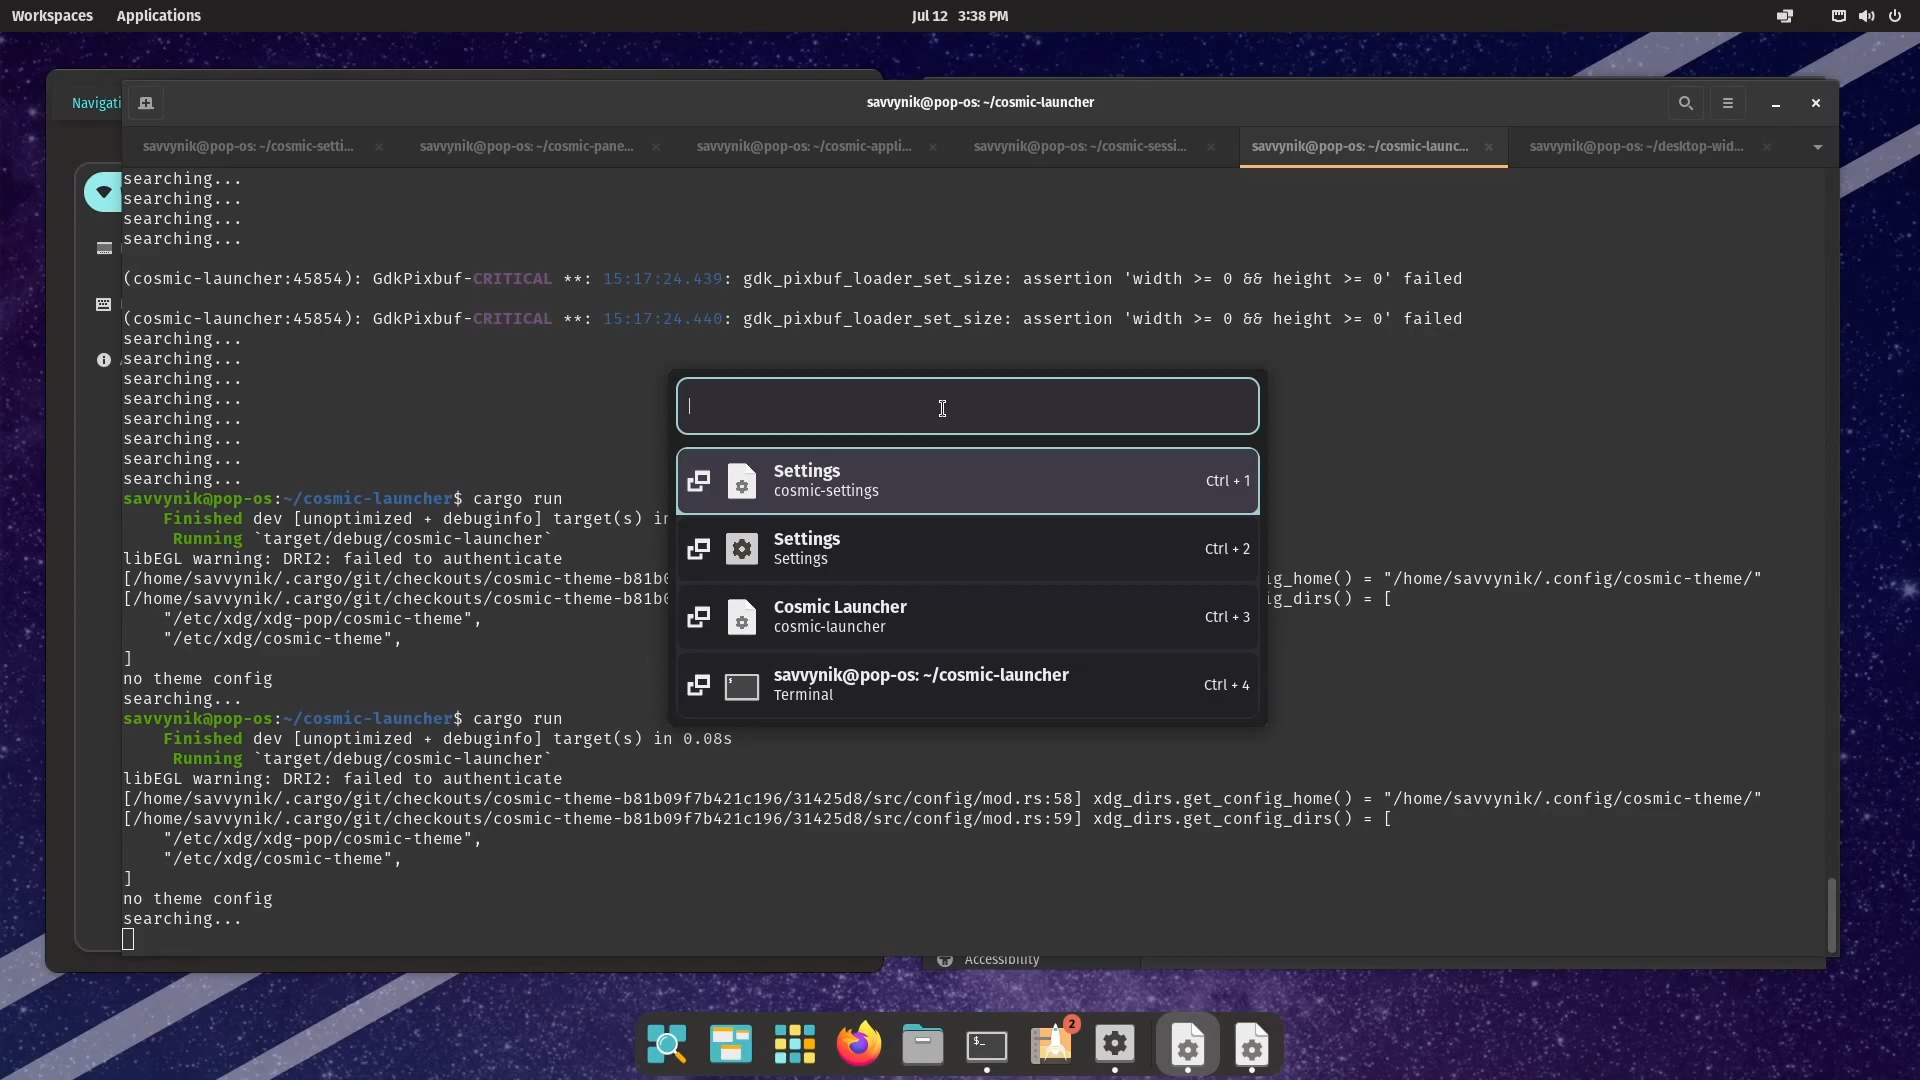 Workspaces Applications Jul 12 3:38 PM
Navigati
savvynik@pop-os: ~/cosmic-launcher
savvynik@pop-os: ~/cosmic-setti... savvynik@pop-os: ~/cosmic-pane... savvynik@pop-os: ~/cosmic-appli... savvynik@pop-os: ~/cosmic-sessi... savvynik@pop-os: ~/cosmic-launc... savvynik@pop-os: ~/desktop-wid...
searching...
searching...
searching...
searching...
(cosmic-launcher:45854): GdkPixbuf-CRITICAL **: 15:17:24.439: gdk_pixbuf_loader_set_size: assertion 'width >= 0 && height >= 0' failed
(cosmic-launcher:45854): GdkPixbuf-CRITICAL **: 15:17:24.440: gdk_pixbuf_loader_set_size: assertion 'width >= 0 && height >= 0' failed
searching...
searching...
searching...
searching...
searching...
searching...
searching...
searching...
savvynik@pop-os:~/cosmic-launcher$ cargo run
Finished dev [unoptimized + debuginfo] target(s) in
Running `target/debug/cosmic-launcher`
libEGL warning: DRI2: failed to authenticate
[/home/savvynik/.cargo/git/checkouts/cosmic-theme-b81b0 ig_home() = "/home/savvynik/.config/cosmic-theme/"
[/home/savvynik/.cargo/git/checkouts/cosmic-theme-b81b0 ig_dirs() = [
"/etc/xdg/xdg-pop/cosmic-theme",
"/etc/xdg/cosmic-theme",
]
no theme config
searching...
savvynik@pop-os:~/cosmic-launcher$ cargo run
Finished dev [unoptimized + debuginfo] target(s) in 0.08s
Running `target/debug/cosmic-launcher`
libEGL warning: DRI2: failed to authenticate
[/home/savvynik/.cargo/git/checkouts/cosmic-theme-b81b09f7b421c196/31425d8/src/config/mod.rs:58] xdg_dirs.get_config_home() = "/home/savvynik/.config/cosmic-theme/"
[/home/savvynik/.cargo/git/checkouts/cosmic-theme-b81b09f7b421c196/31425d8/src/config/mod.rs:59] xdg_dirs.get_config_dirs() = [
"/etc/xdg/xdg-pop/cosmic-theme",
"/etc/xdg/cosmic-theme",
]
no theme config
searching...
Settings
cosmic-settings
Ctrl + 1
Settings
Settings
Ctrl + 2
Cosmic Launcher
cosmic-launcher
Ctrl + 3
savvynik@pop-os: ~/cosmic-launcher
Terminal
Ctrl + 4
Accessibility
$_
2